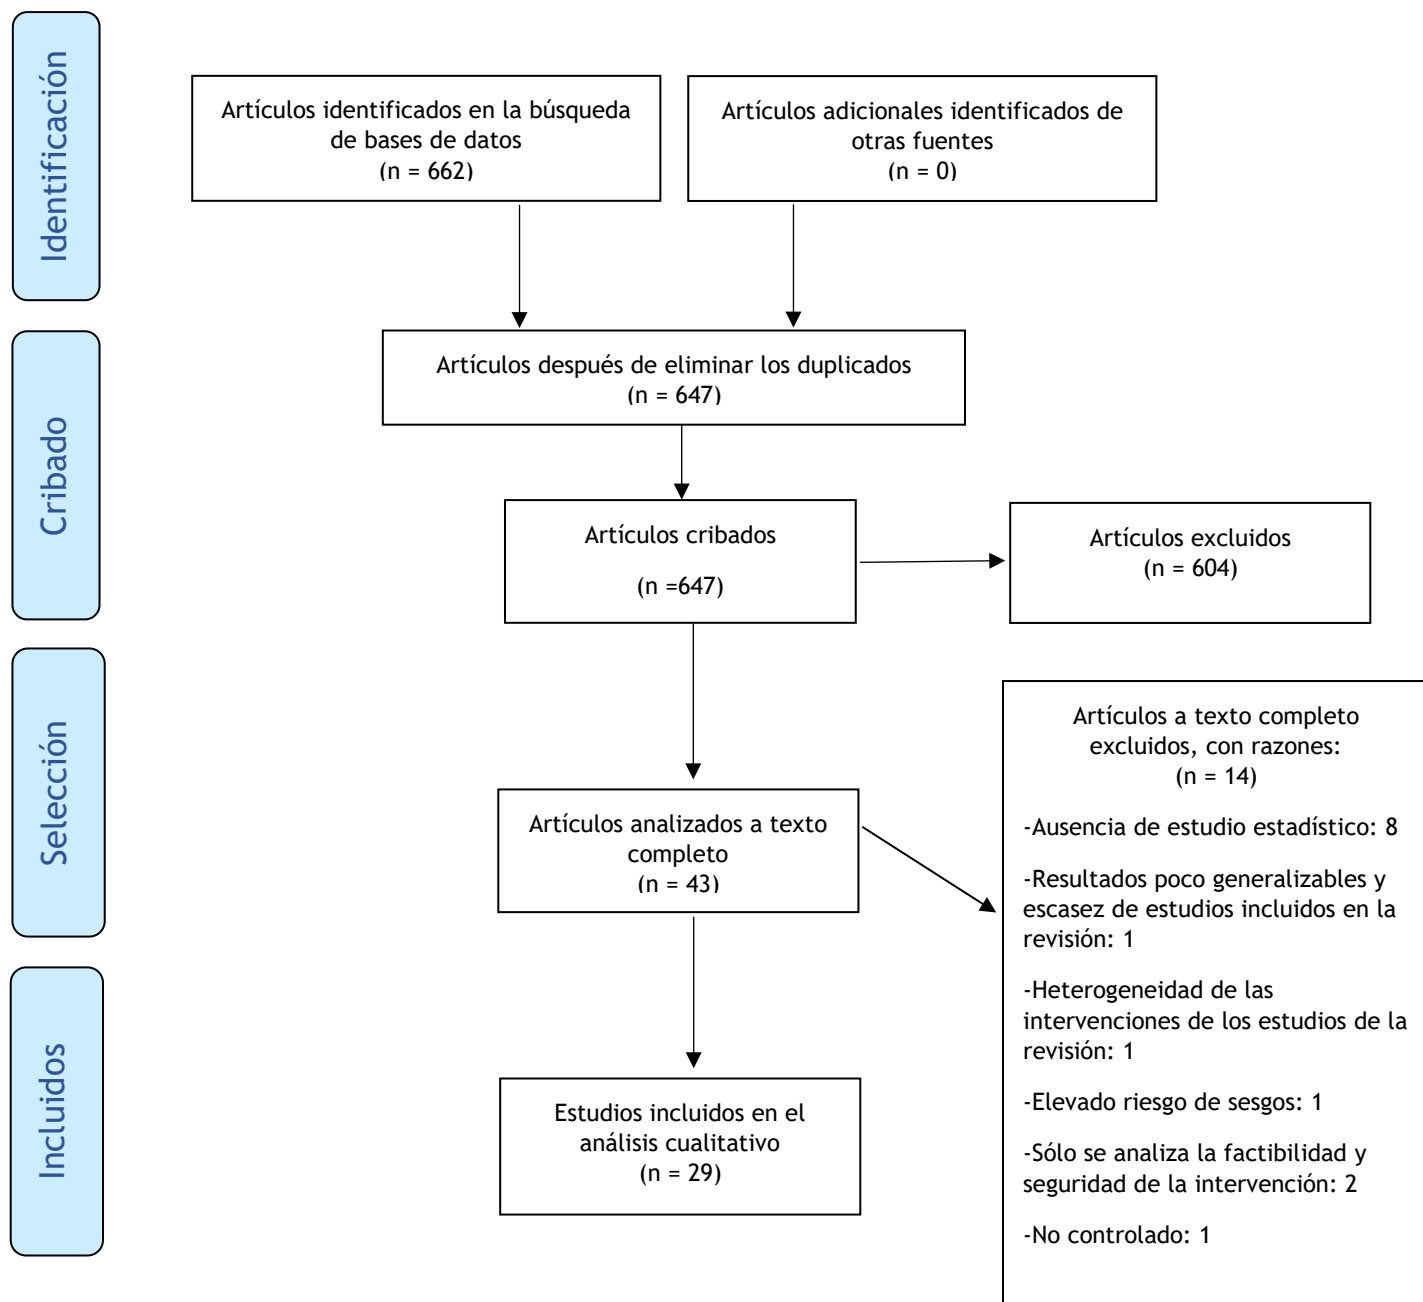 Identificación
Artículos identificados en la búsqueda
de bases de datos
(n = 662)
Artículos adicionales identificados de
otras fuentes
(n = 0)
Cribado
Artículos después de eliminar los duplicados
(n = 647)
Artículos cribados
(n =647)
Artículos excluidos
(n = 604)
Selección
Artículos analizados a texto
completo
(n = 43)
Artículos a texto completo
excluidos, con razones:
(n = 14)
-Ausencia de estudio estadístico: 8
-Resultados poco generalizables y
escasez de estudios incluidos en la
revisión: 1
-Heterogeneidad de las
intervenciones de los estudios de la
revisión: 1
-Elevado riesgo de sesgos: 1
-Sólo se analiza la factibilidad y
seguridad de la intervención: 2
-No controlado: 1
Incluidos
Estudios incluidos en el
análisis cualitativo
(n = 29)